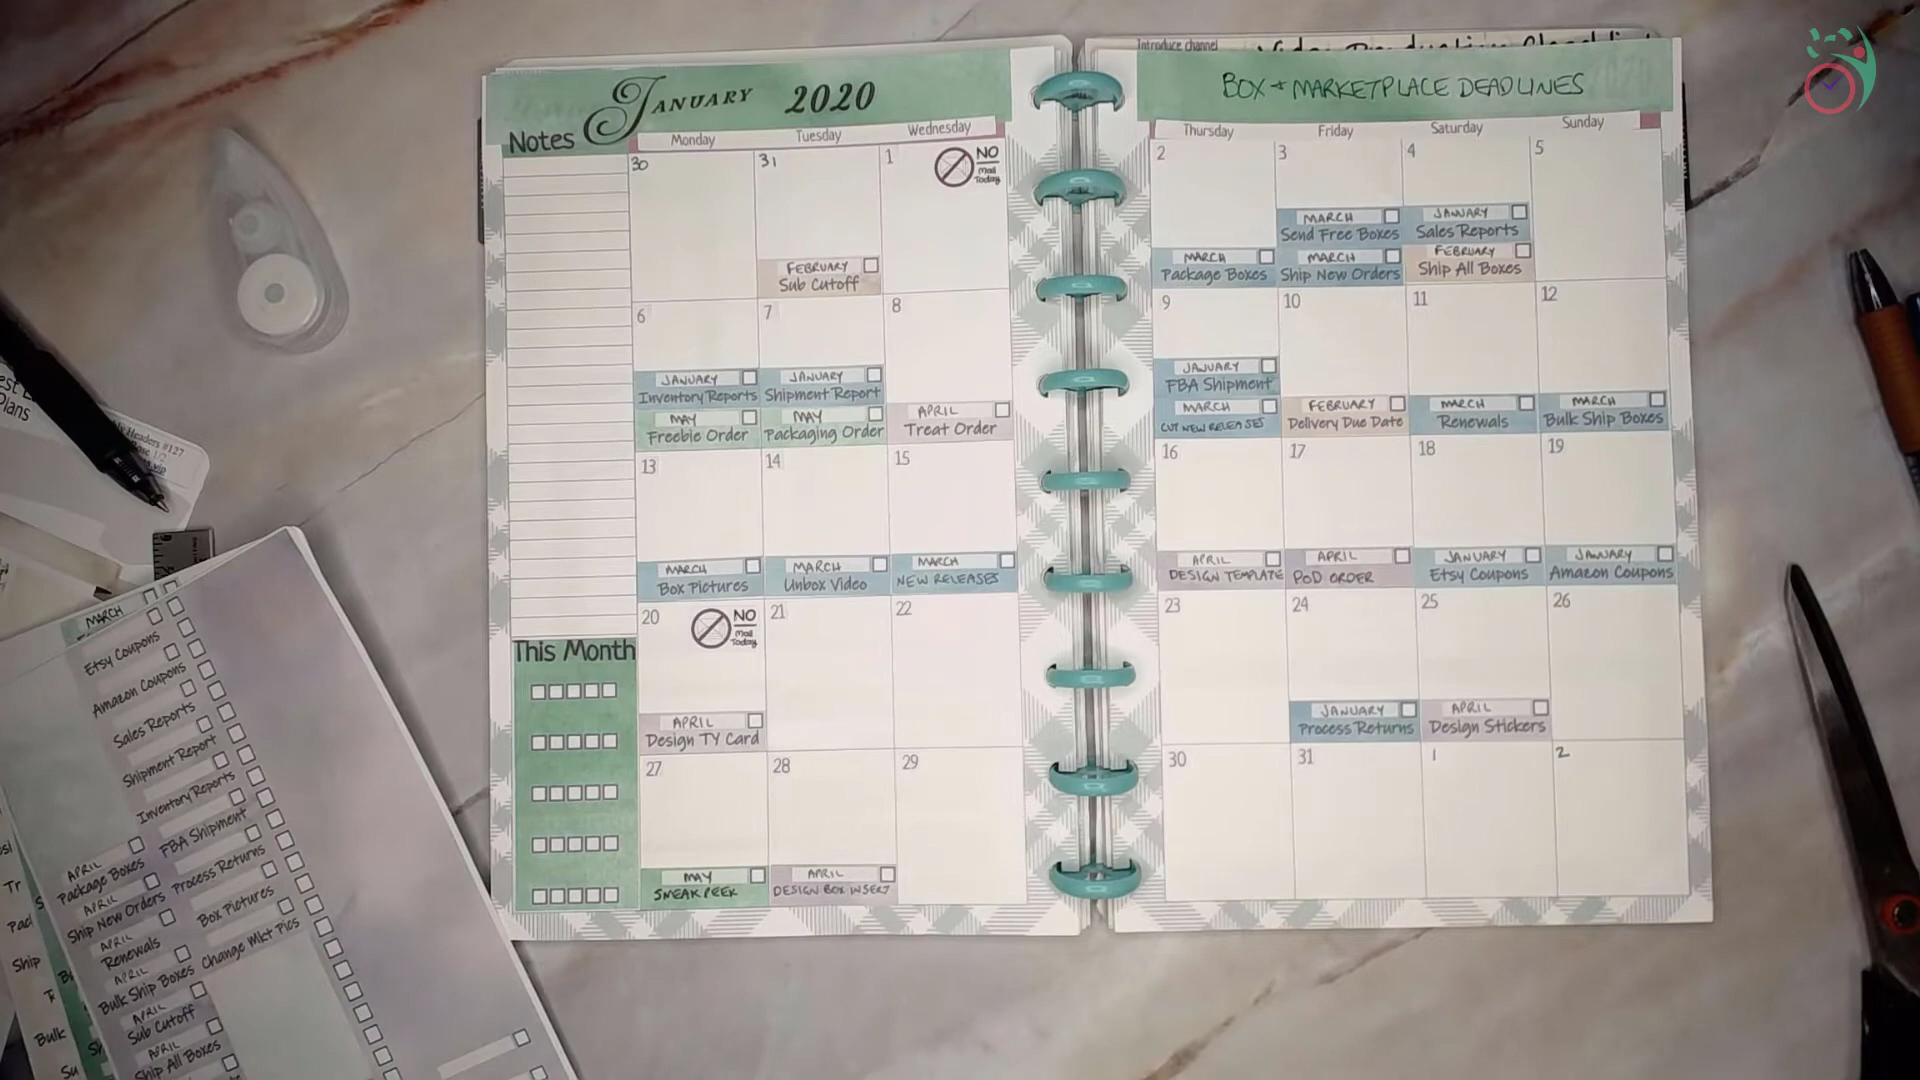 Introduce channel
JANUARY 2020
BOX + MARKETPLACE DEADLINES
Notes
Monday Tuesday Wednesday
Thursday Friday Saturday Sunday
30
31
FEBRUARY
Sub Cutoff
1
NO
Mail
Today
2
MARCH
Package Boxes
3
MARCH
Send Free Boxes
MARCH
Ship New Orders
4
JANUARY
Sales Reports
FEBRUARY
Ship All Boxes
5
6
JANUARY
Inventory Reports
MAY
Freebie Order
7
JANUARY
Shipment Report
MAY
Packaging Order
8
APRIL
Treat Order
9
JANUARY
FBA Shipment
MARCH
CUT NEW RELEASES
10
FEBRUARY
Delivery Due Date
11
MARCH
Renewals
12
MARCH
Bulk Ship Boxes
13
MARCH
Box Pictures
14
MARCH
Unbox Video
15
MARCH
NEW RELEASES
16
APRIL
DESIGN TEMPLATE
17
APRIL
POD ORDER
18
JANUARY
Etsy Coupons
19
JANUARY
Amazon Coupons
This Month
20
NO
Mail
Today
APRIL
Design TY Card
21
22
23
24
JANUARY
Process Returns
25
APRIL
Design Stickers
26
27
MAY
SNEAK PEEK
28
APRIL
DESIGN BOX INSERT
29
30
31
1
2
Plans
Headers #127
MARCH
Etsy Coupons
Amazon Coupons
Sales Reports
Shipment Report
Inventory Reports
FBA Shipment
Process Returns
Box Pictures
Change Mkt Pics
APRIL
Package Boxes
APRIL
Ship New Orders
APRIL
Renewals
APRIL
Bulk Ship Boxes
APRIL
Sub Cutoff
APRIL
Ship All Boxes
Ship
Bulk